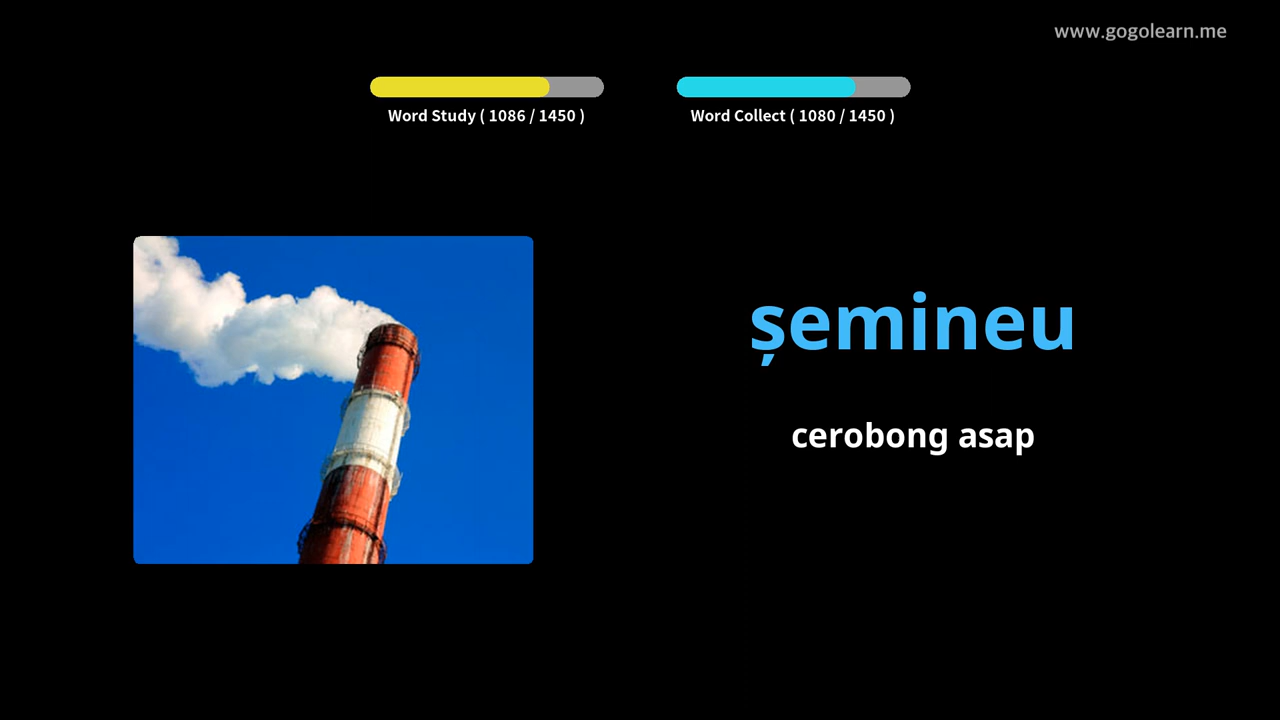 www.gogolearn.me
Word Study ( 1086 / 1450 )
Word Collect ( 1080 / 1450 )
șemineu
cerobong asap